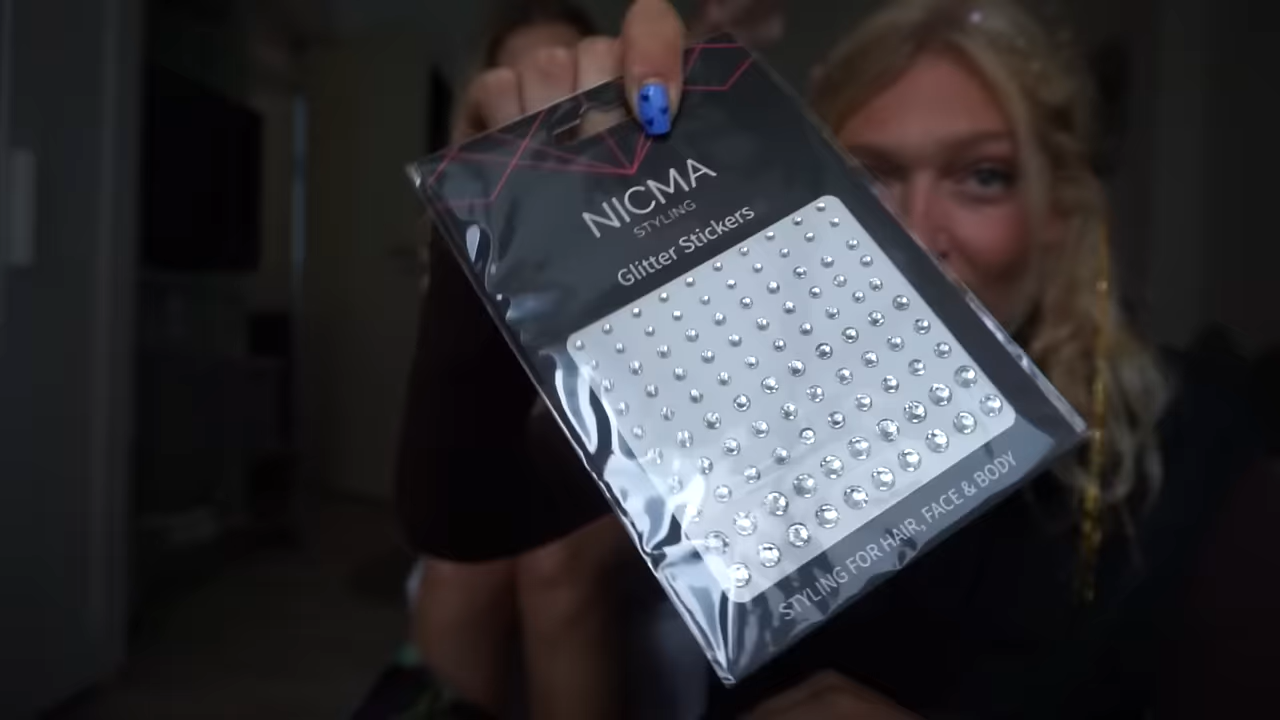 NICMA
STYLING
Glitter Stickers
STYLING FOR HAIR, FACE & BODY